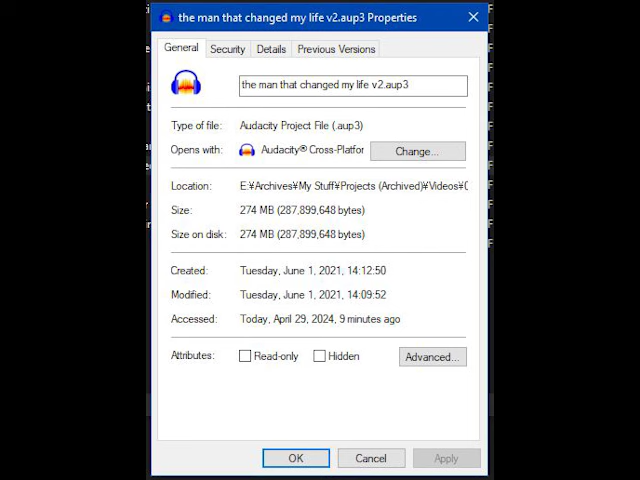 the man that changed my life v2.aup3 Properties
General Security Details Previous Versions
the man that changed my life v2.aup3
Type of file: Audacity Project File (.aup3)
Opens with: Audacity® Cross-Platfor Change...
Location: E:¥Archives¥My Stuff¥Projects (Archived)¥Videos¥
Size: 274 MB (287,899,648 bytes)
Size on disk: 274 MB (287,899,648 bytes)
Created: Tuesday, June 1, 2021, 14:12:50
Modified: Tuesday, June 1, 2021, 14:09:52
Accessed: Today, April 29, 2024, 9 minutes ago
Attributes: Read-only Hidden Advanced...
OK Cancel Apply